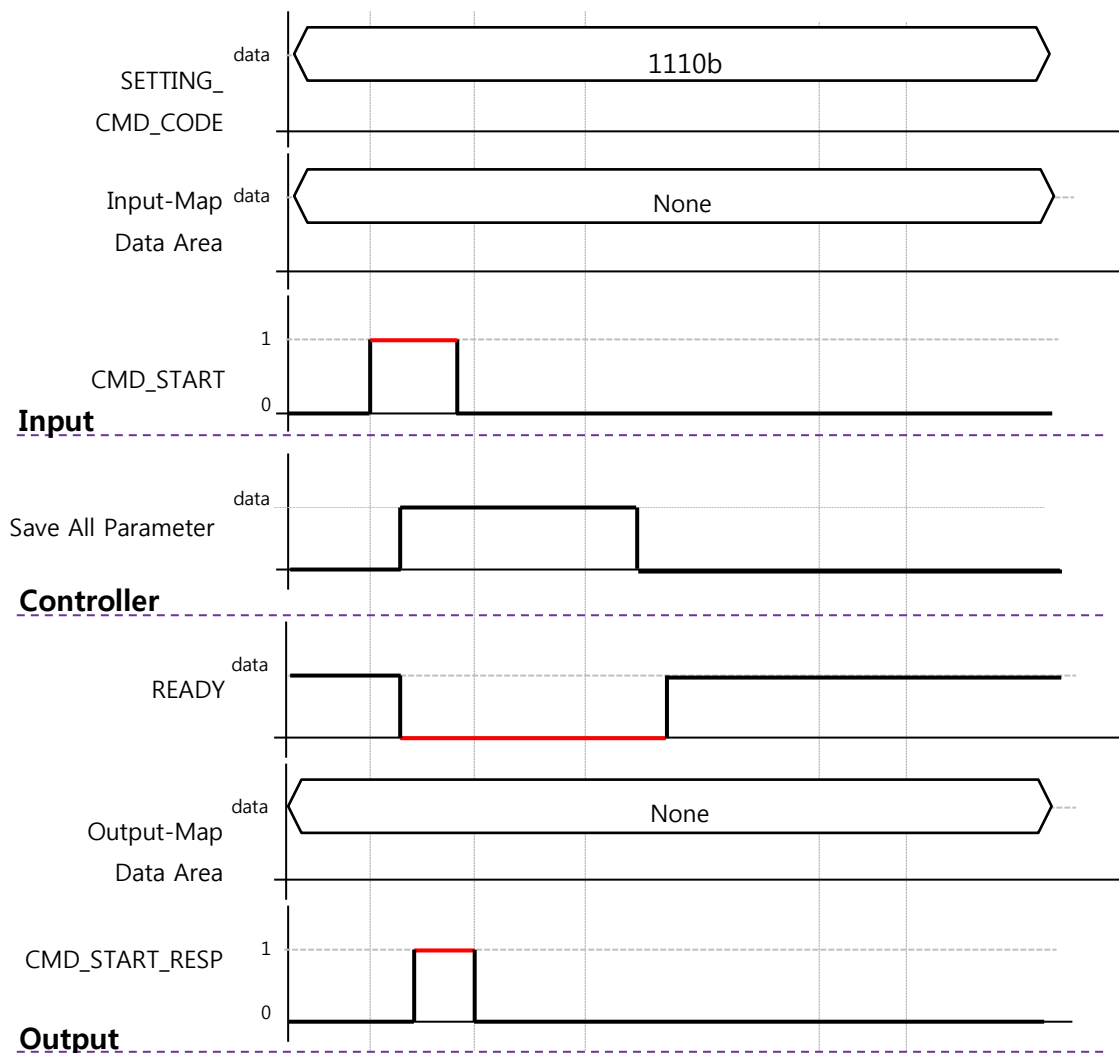 data
1110b
SETTING_
CMD_CODE
data
Input-Map
None
Data Area
1
CMD_START
0
Input
data
Save All Parameter
Controller
data
READY
data
None
Output-Map
Data Area
1
CMD_START_RESP
0
Output